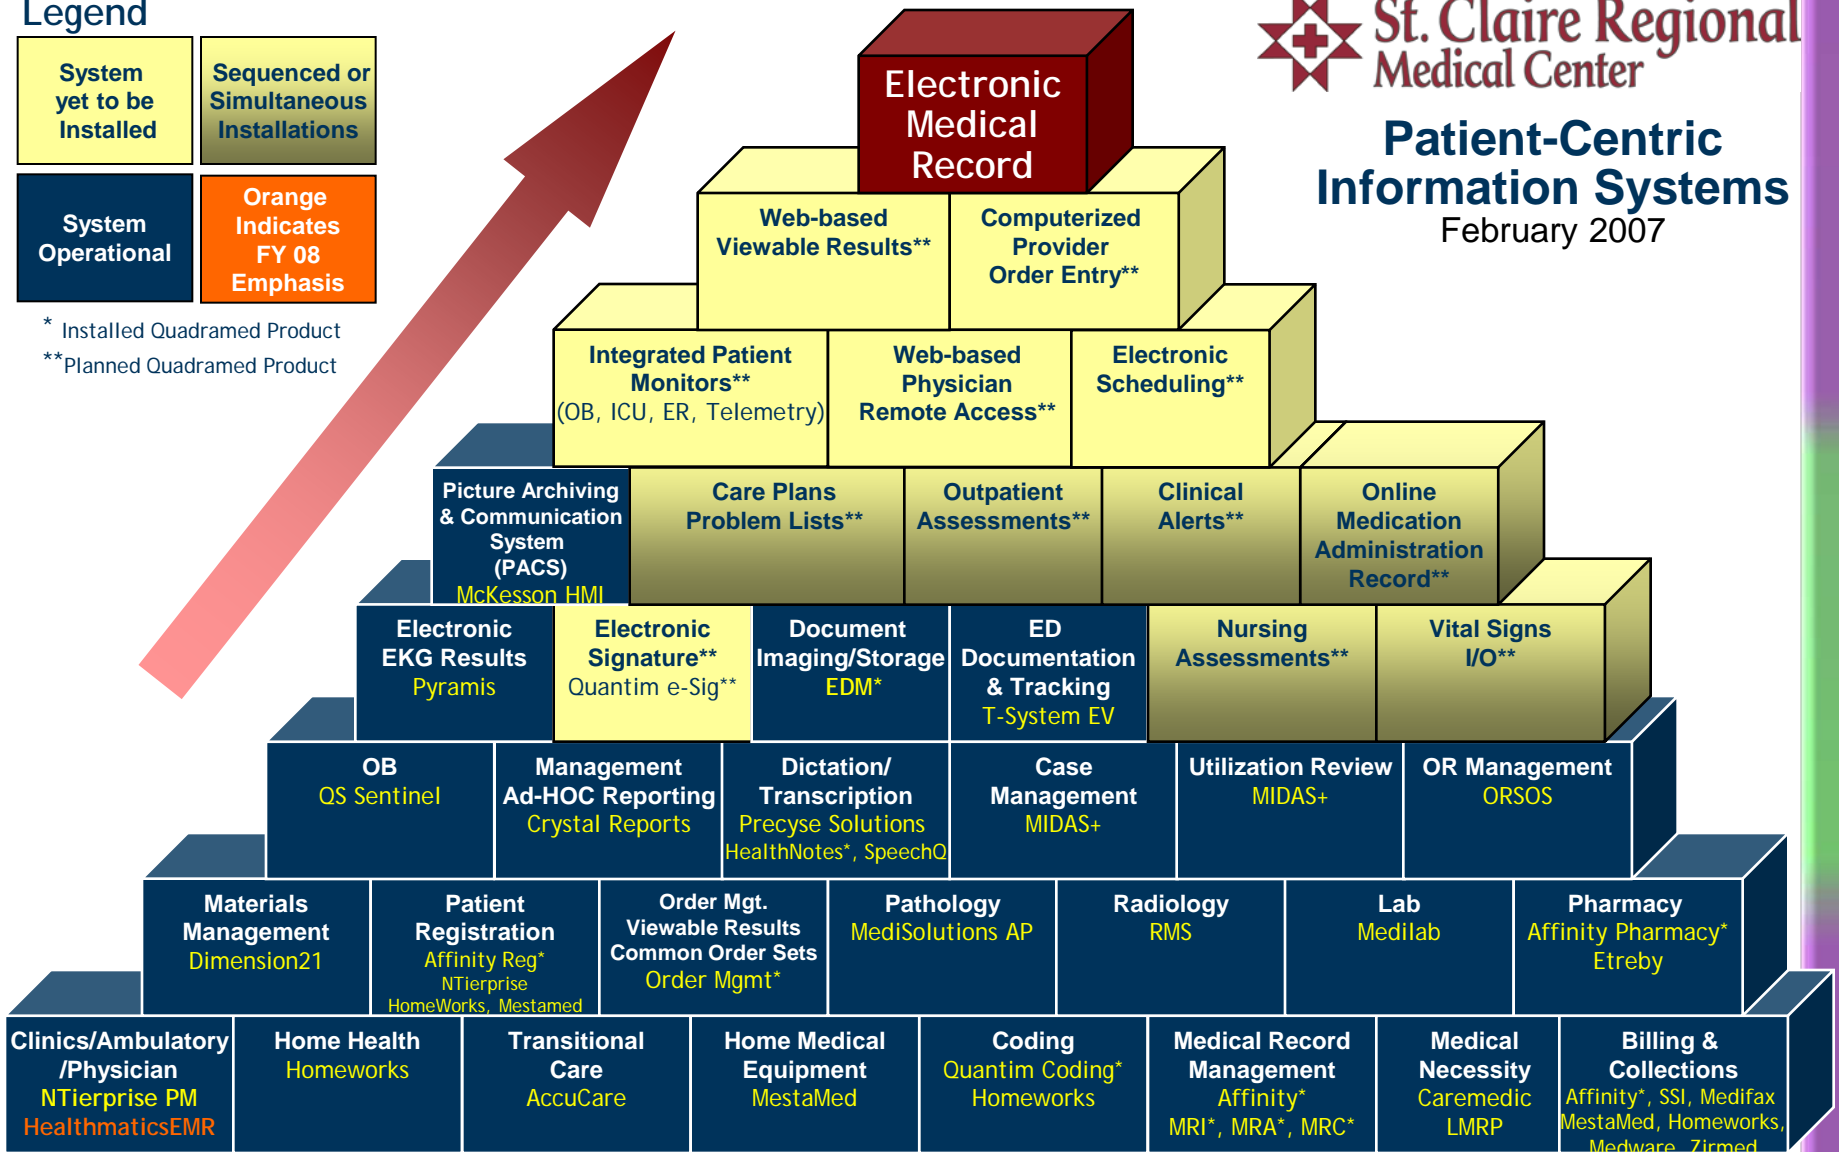 Legend
System
yet to be
Installed
Sequenced or
Simultaneous
Installations
System
Operational
Orange
Indicates
FY 08
Emphasis
* Installed Quadramed Product
**Planned Quadramed Product
St. Claire Regional
Medical Center
Patient-Centric
Information Systems
February 2007
Electronic
Medical
Record
Web-based
Viewable Results**
Computerized
Provider
Order Entry**
Integrated Patient
Monitors**
(OB, ICU, ER, Telemetry)
Web-based
Physician
Remote Access**
Electronic
Scheduling**
Picture Archiving
& Communication
System
(PACS)
McKesson HMI
Care Plans
Problem Lists**
Outpatient
Assessments**
Clinical
Alerts**
Online
Medication
Administration
Record**
Electronic
EKG Results
Pyramis
Electronic
Signature**
Quantim e-Sig**
Document
Imaging/Storage
EDM*
ED
Documentation
& Tracking
T-System EV
Nursing
Assessments**
Vital Signs
I/O**
OB
QS Sentinel
Management
Ad-HOC Reporting
Crystal Reports
Dictation/
Transcription
Precyse Solutions
HealthNotes*, SpeechQ
Case
Management
MIDAS+
Utilization Review
MIDAS+
OR Management
ORSOS
Materials
Management
Dimension21
Patient
Registration
Affinity Reg*
NTierprise
HomeWorks, Mestamed
Order Mgt.
Viewable Results
Common Order Sets
Order Mgmt*
Pathology
MediSolutions AP
Radiology
RMS
Lab
Medilab
Pharmacy
Affinity Pharmacy*
Etreby
Clinics/Ambulatory
/Physician
NTierprise PM
HealthmaticsEMR
Home Health
Homeworks
Transitional
Care
AccuCare
Home Medical
Equipment
MestaMed
Coding
Quantim Coding*
Homeworks
Medical Record
Management
Affinity*
MRI*, MRA*, MRC*
Medical
Necessity
Caremedic
LMRP
Billing &
Collections
Affinity*, SSI, Medifax
MestaMed, Homeworks,
Medware, Zirmed